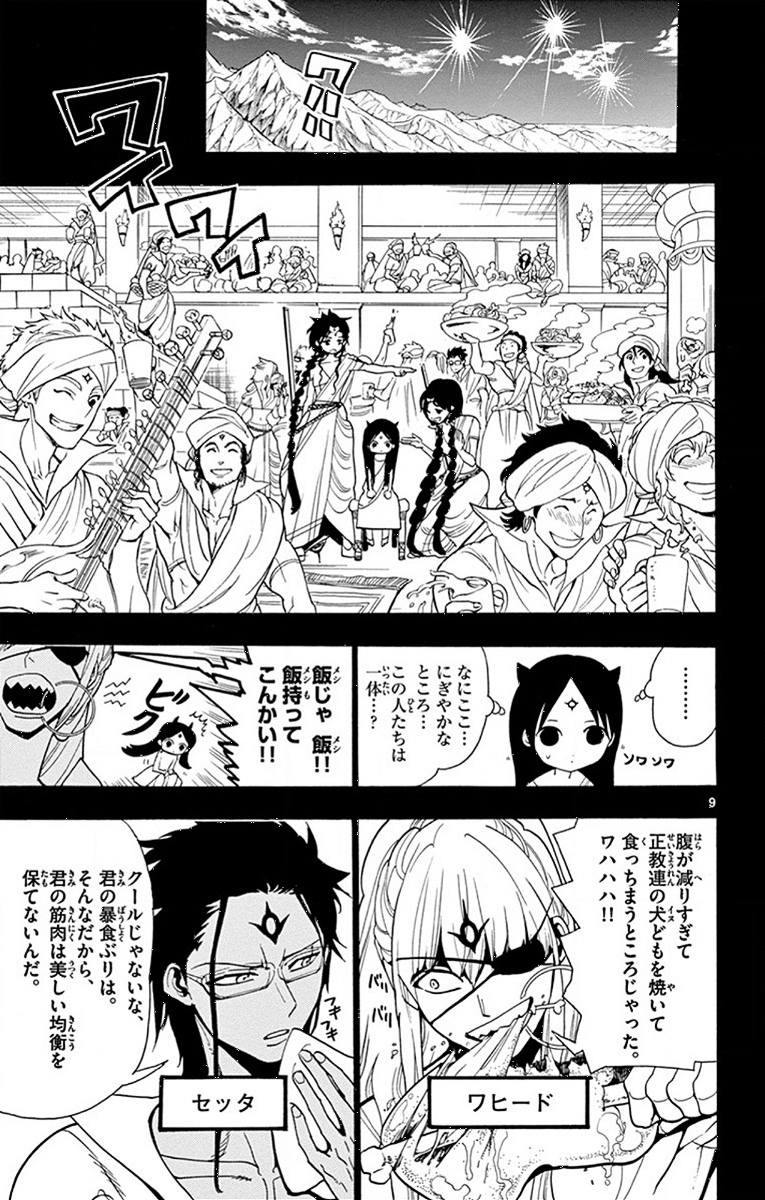 ワイ
ワイ
ワイ
………
ソワソワ
なにここ…
にぎやかな
ところ…
この人たちは
一体…?
飯じゃ 飯!!
飯持って
こんかい!!
ビクッ
9
腹が減りすぎて
正教連の犬どもを焼いて
食っちまうところじゃった。
ワハハハ!!
バリ
バリ
ワヒード
クールじゃないな、
君の暴食ぶりは。
そんなだから、
君の筋肉は美しい均衡を
保てないんだ。
フキ
フキ
セッタ